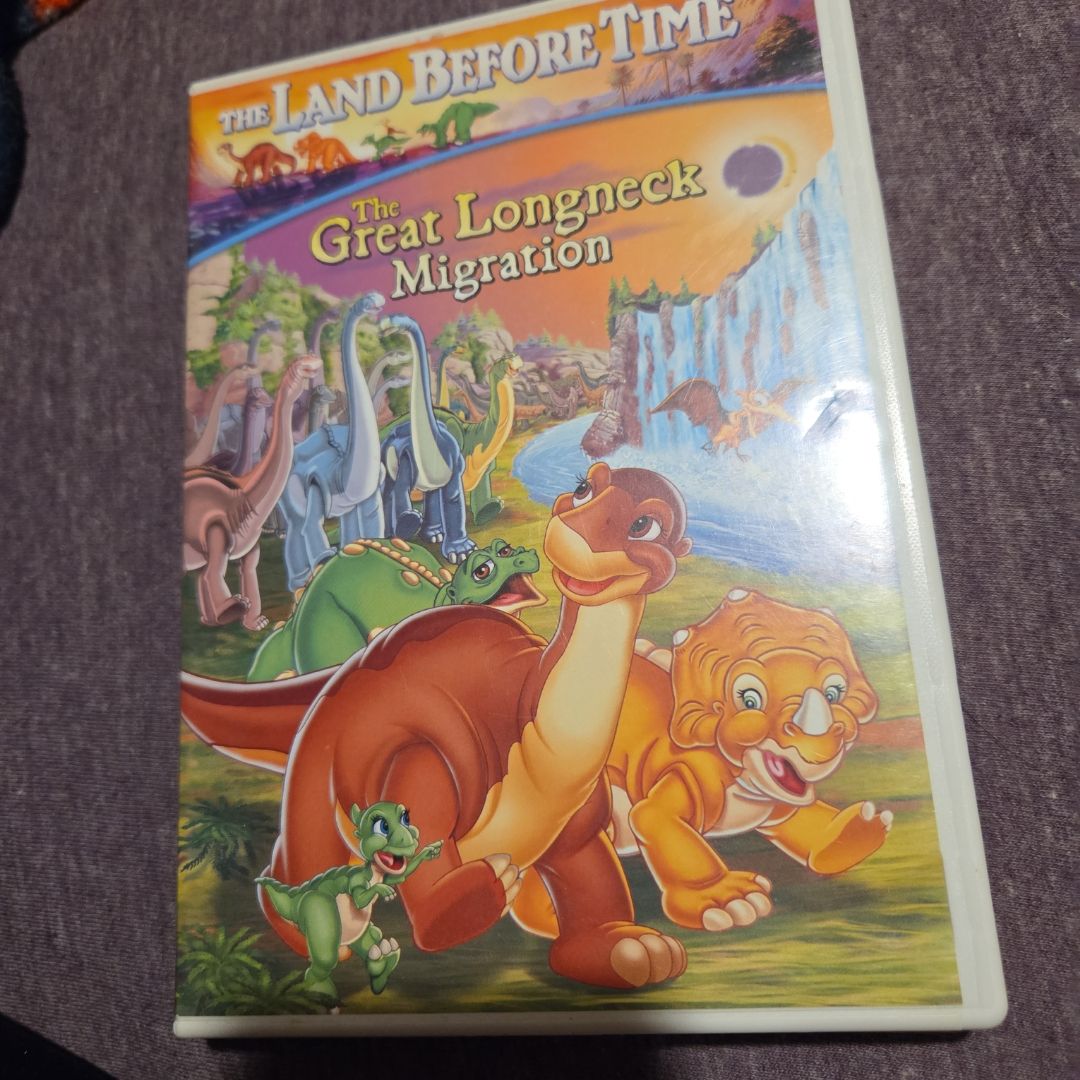 THE LAND BEFORE TIME
The
Great Longneck
Migration